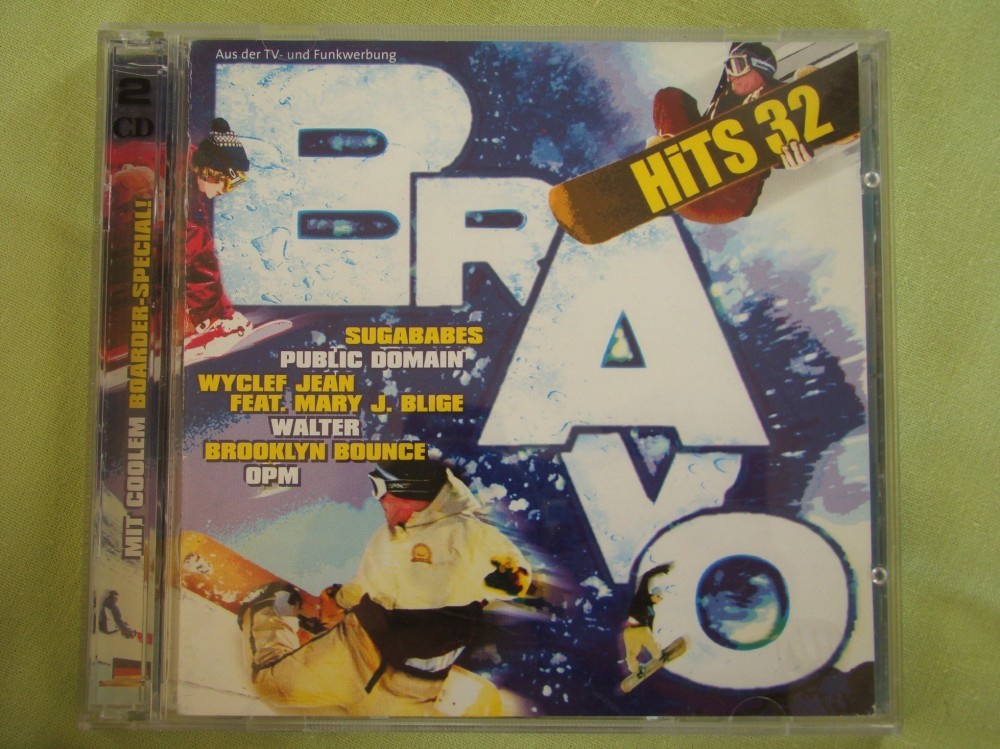 Aus der TV- und Funkwerbung
BRAVO
HiTS 32
2
CD
MIT COOLEM BOARDER-SPECIAL!
SUGABABES
PUBLIC DOMAIN
WYCLEF JEAN
FEAT. MARY J. BLIGE
WALTER
BROOKLYN BOUNCE
OPM